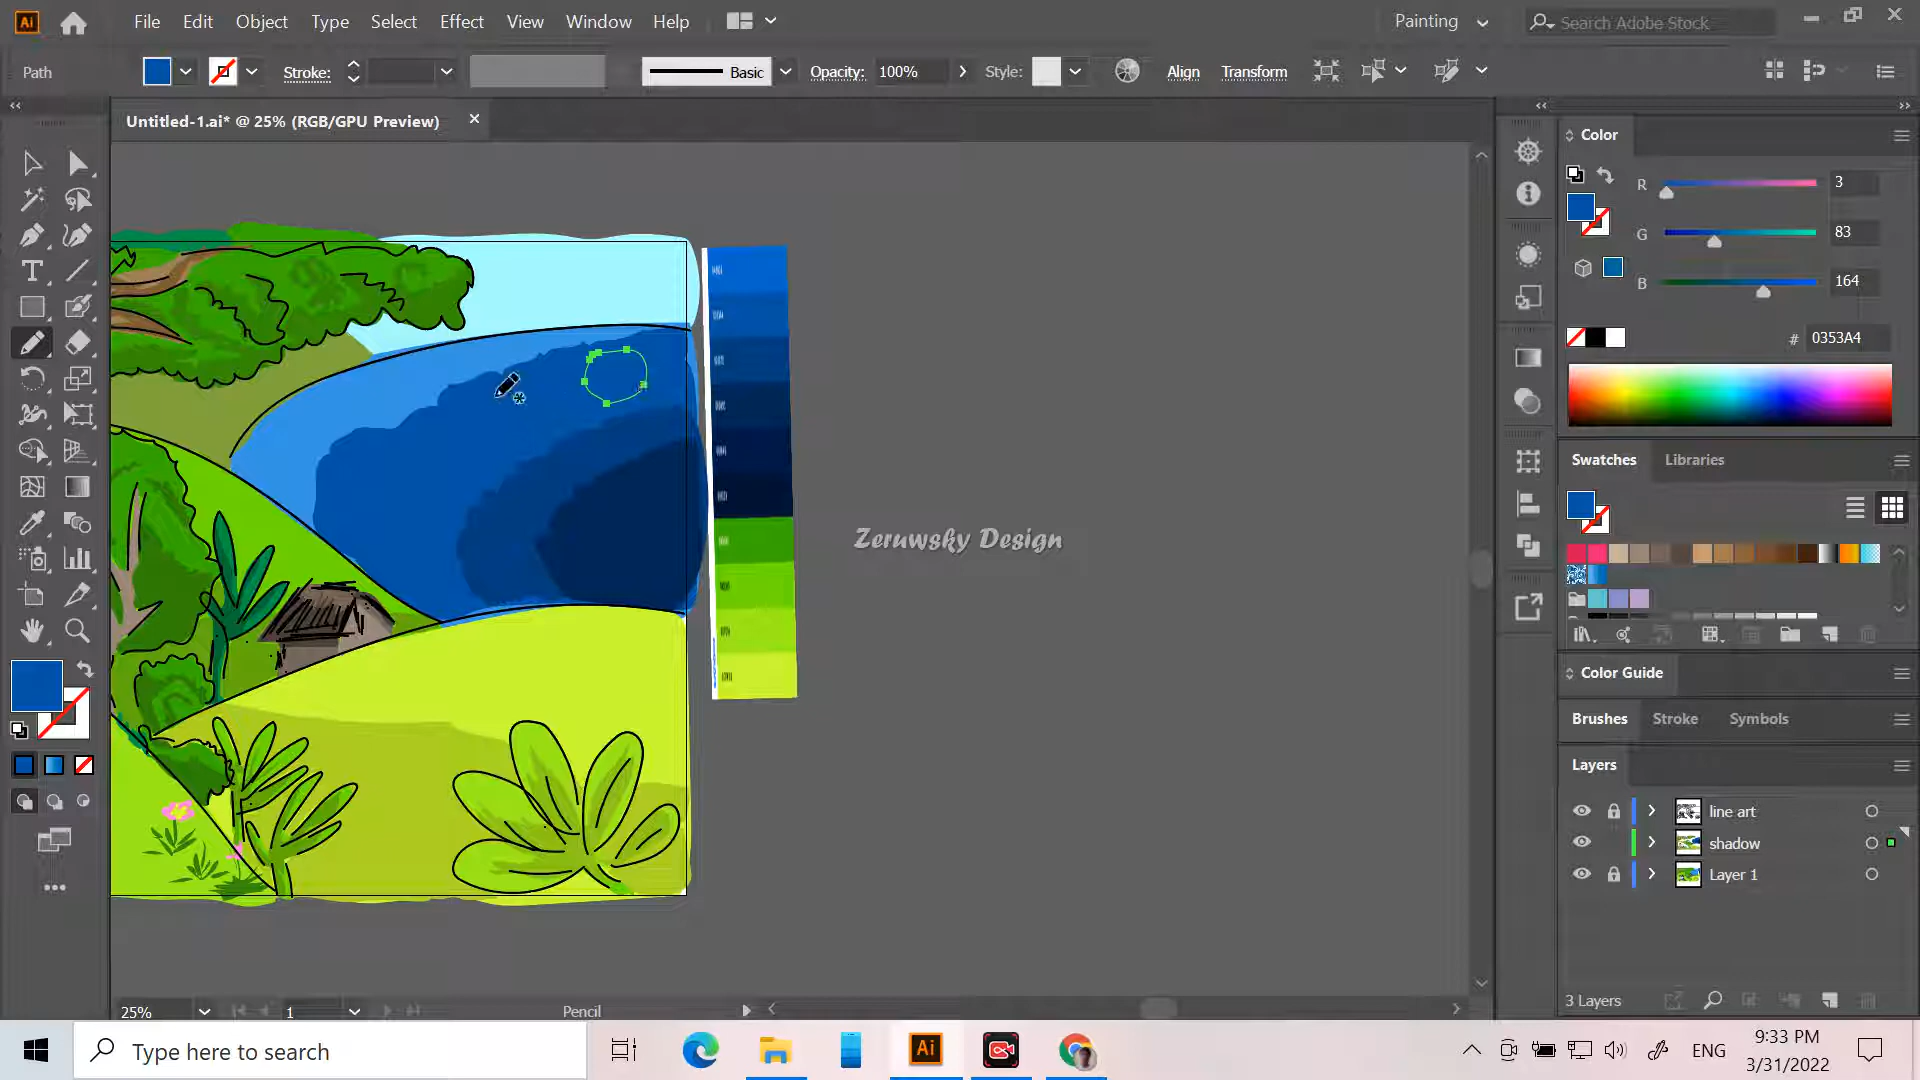 Ai File Edit Object Type Select Effect View Window Help Painting Search Adobe Stock
Path Stroke: Basic Opacity: 100% Style: Align Transform
Untitled-1.ai* @ 25% (RGB/GPU Preview)
Color
R 3
G 83
B 164
# 0353A4
Swatches Libraries
Zeruwsky Design
Color Guide
Brushes Stroke Symbols
Layers
line art
shadow
Layer 1
3 Layers
25% 1 Pencil
Type here to search
Ai
ENG
9:33 PM
3/31/2022